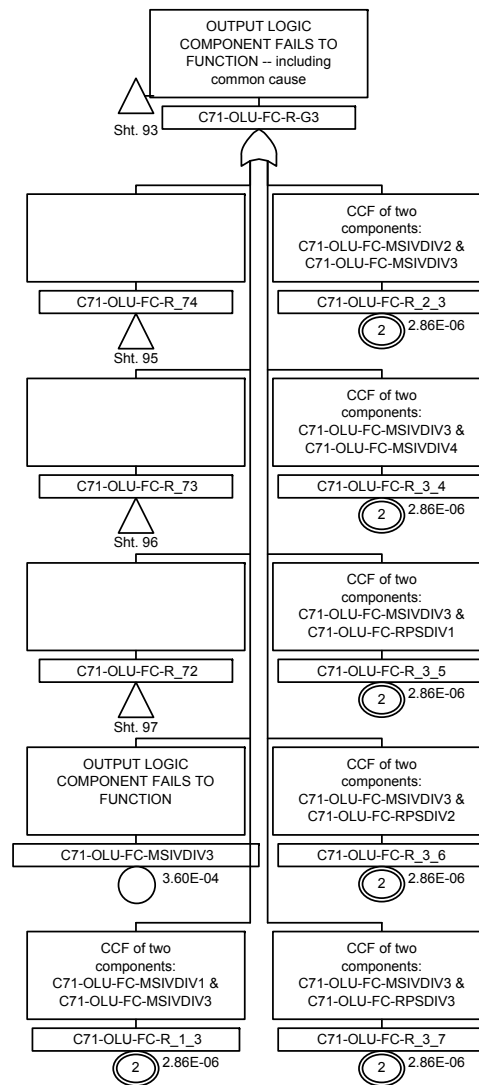 OUTPUT LOGIC
COMPONENT FAILS TO
FUNCTION -- including
common cause
Sht. 93
C71-OLU-FC-R-G3
C71-OLU-FC-R_74
Sht. 95
CCF of two
components:
C71-OLU-FC-MSIVDIV2 &
C71-OLU-FC-MSIVDIV3
C71-OLU-FC-R_2_3
2
2.86E-06
C71-OLU-FC-R_73
Sht. 96
CCF of two
components:
C71-OLU-FC-MSIVDIV3 &
C71-OLU-FC-MSIVDIV4
C71-OLU-FC-R_3_4
2
2.86E-06
C71-OLU-FC-R_72
Sht. 97
CCF of two
components:
C71-OLU-FC-MSIVDIV3 &
C71-OLU-FC-RPSDIV1
C71-OLU-FC-R_3_5
2
2.86E-06
OUTPUT LOGIC
COMPONENT FAILS TO
FUNCTION
C71-OLU-FC-MSIVDIV3
3.60E-04
CCF of two
components:
C71-OLU-FC-MSIVDIV3 &
C71-OLU-FC-RPSDIV2
C71-OLU-FC-R_3_6
2
2.86E-06
CCF of two
components:
C71-OLU-FC-MSIVDIV1 &
C71-OLU-FC-MSIVDIV3
C71-OLU-FC-R_1_3
2
2.86E-06
CCF of two
components:
C71-OLU-FC-MSIVDIV3 &
C71-OLU-FC-RPSDIV3
C71-OLU-FC-R_3_7
2
2.86E-06